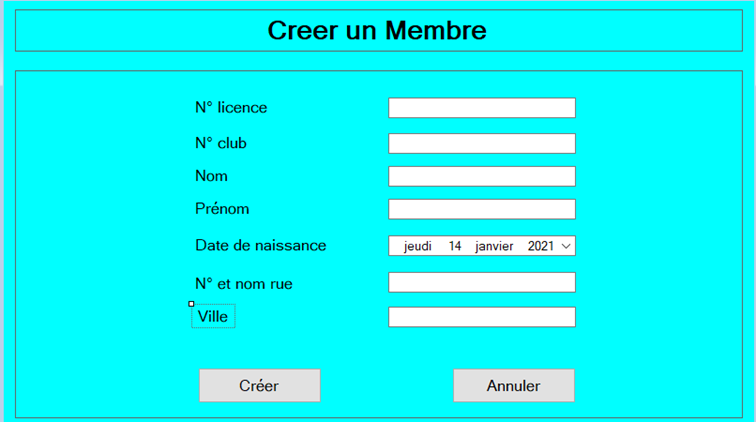 Creer un Membre
N° licence
N° club
Nom
Prénom
Date de naissance jeudi 14 janvier 2021
N° et nom rue
Ville
Créer Annuler